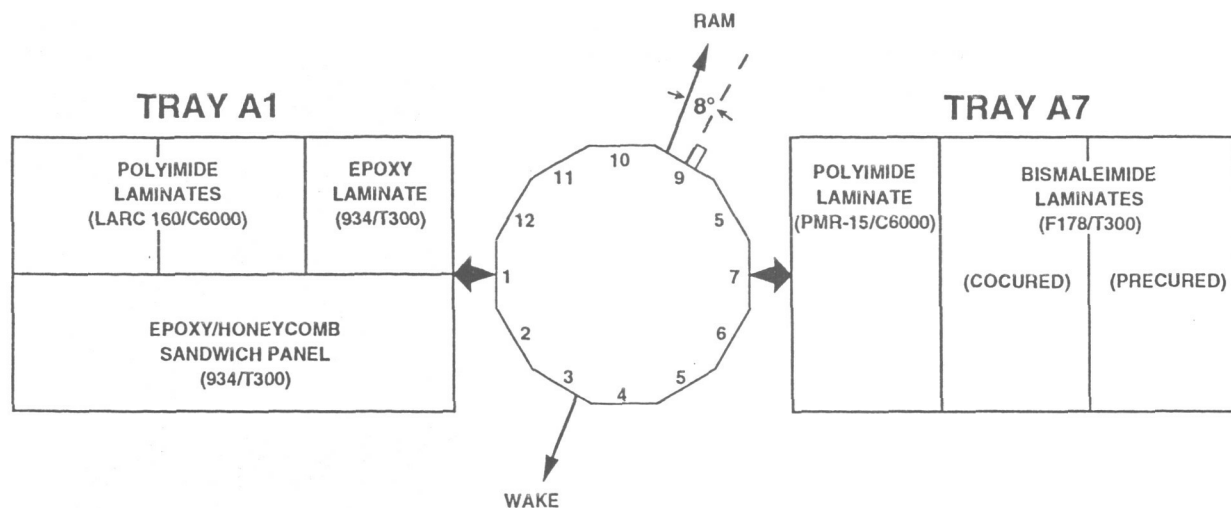 RAM
8°
TRAY A1
POLYIMIDE
LAMINATES
(LARC 160/C6000)
EPOXY
LAMINATE
(934/T300)
EPOXY/HONEYCOMB
SANDWICH PANEL
(934/T300)
10
11
9
12
5
1
7
2
6
3
5
4
WAKE
TRAY A7
POLYIMIDE
LAMINATE
(PMR-15/C6000)
BISMALEIMIDE
LAMINATES
(F178/T300)
(COCURED)
(PRECURED)